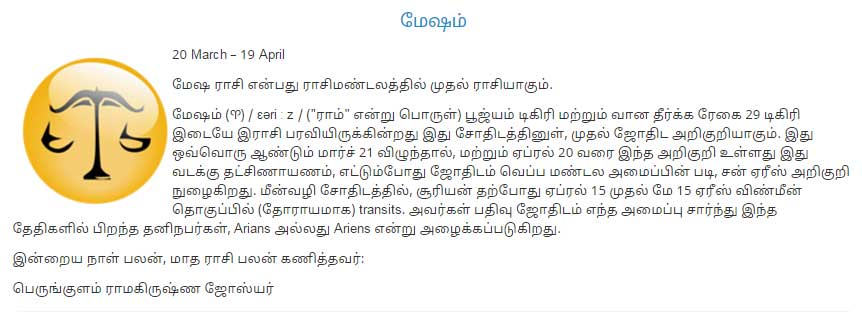 மேஷம்
20 March – 19 April
மேஷ ராசி என்பது ராசிமண்டலத்தில் முதல் ராசியாகும்.
மேஷம் (♈) / ɛəri ː z / ("ராம்" என்று பொருள்) பூஜ்யம் டிகிரி மற்றும் வான தீர்க்க ரேகை 29 டிகிரி
இடையே இராசி பரவியிருக்கின்றது இது சோதிடத்தினுள், முதல் ஜோதிட அறிகுறியாகும். இது
ஒவ்வொரு ஆண்டும் மார்ச் 21 விழுந்தால், மற்றும் ஏப்ரல் 20 வரை இந்த அறிகுறி உள்ளது இது
வடக்கு தட்சிணாயணம், எட்டும்போது ஜோதிடம் வெப்ப மண்டல அமைப்பின் படி, சன் ஏரீஸ் அறிகுறி
நுழைகிறது. மீன்வழி சோதிடத்தில், சூரியன் தற்போது ஏப்ரல் 15 முதல் மே 15 ஏரீஸ் விண்மீன்
தொகுப்பில் (தோராயமாக) transits. அவர்கள் பதிவு ஜோதிடம் எந்த அமைப்பு சார்ந்து இந்த
தேதிகளில் பிறந்த தனிநபர்கள், Arians அல்லது Ariens என்று அழைக்கப்படுகிறது.
இன்றைய நாள் பலன், மாத ராசி பலன் கணித்தவர்:
பெருங்குளம் ராமகிருஷ்ண ஜோஸ்யர்